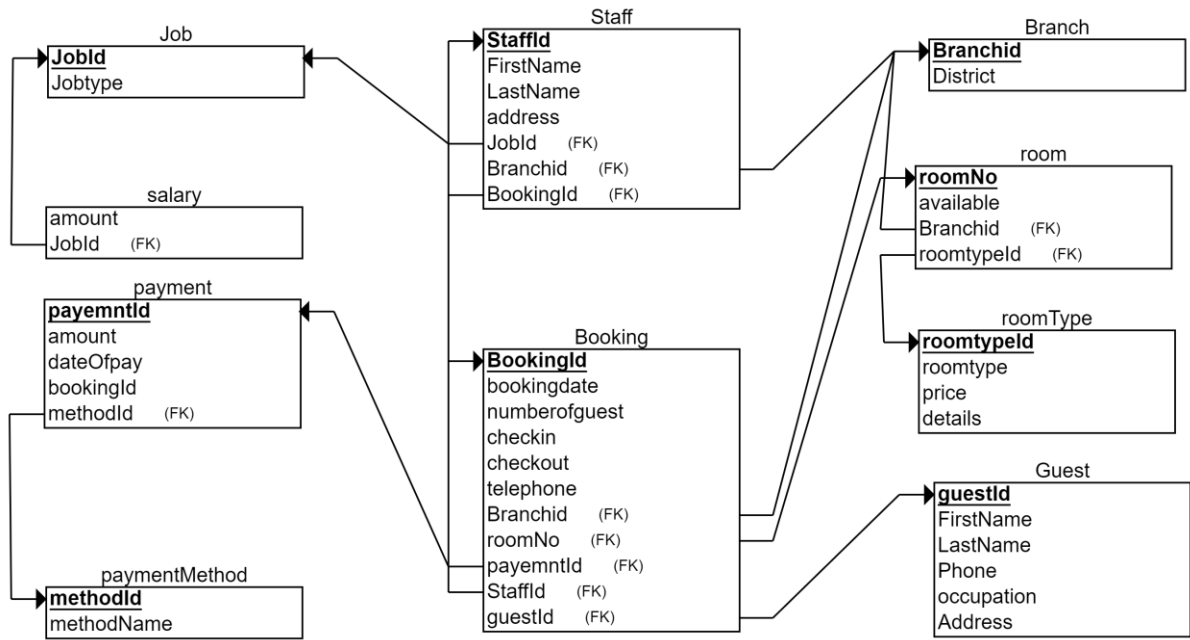 Job
JobId
Jobtype
salary
amount
JobId (FK)
payment
payemntId
amount
dateOfpay
bookingId
methodId (FK)
paymentMethod
methodId
methodName
Staff
StaffId
FirstName
LastName
address
JobId (FK)
Branchid (FK)
BookingId (FK)
Booking
BookingId
bookingdate
numberofguest
checkin
checkout
telephone
Branchid (FK)
roomNo (FK)
payemntId (FK)
StaffId (FK)
guestId (FK)
Branch
Branchid
District
room
roomNo
available
Branchid (FK)
roomtypeId (FK)
roomType
roomtypeId
roomtype
price
details
Guest
guestId
FirstName
LastName
Phone
occupation
Address